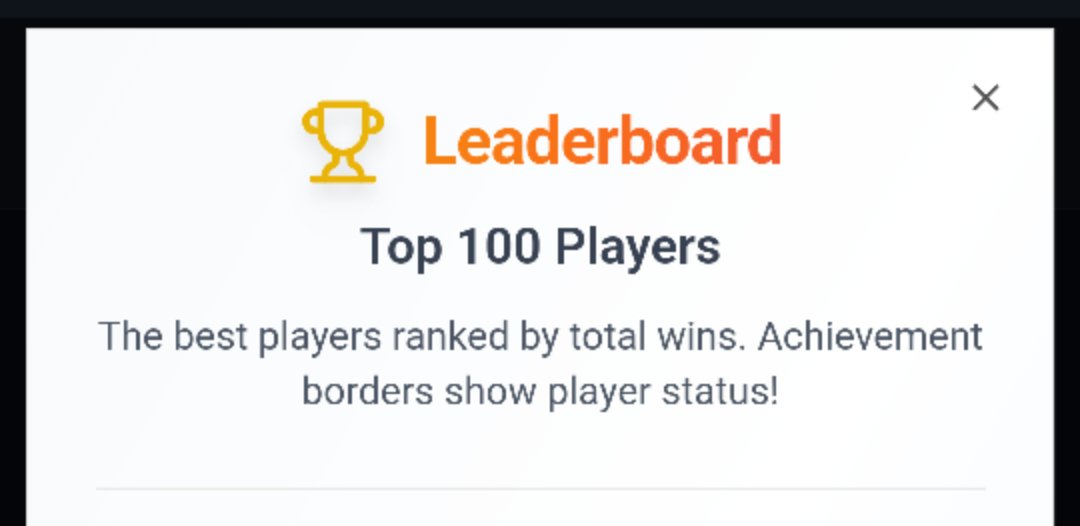 Leaderboard
Top 100 Players
The best players ranked by total wins. Achievement
borders show player status!